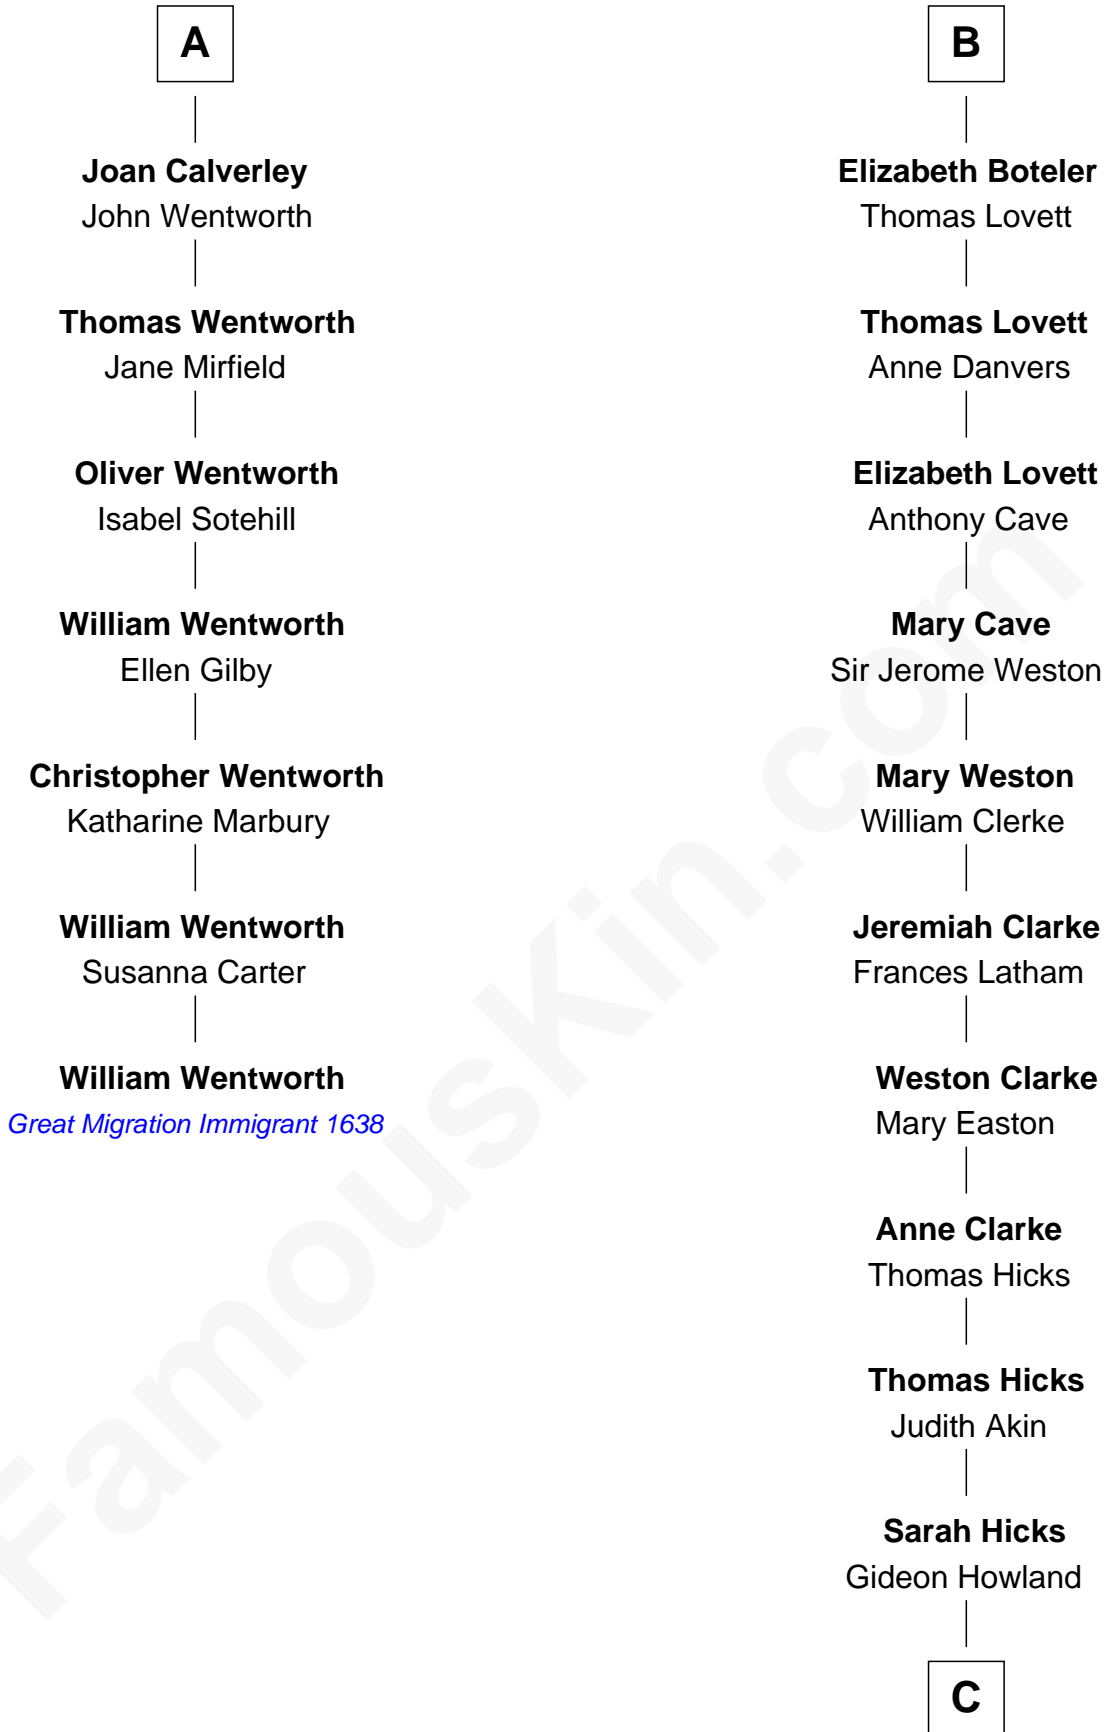 A
Joan Calverley
John Wentworth
Thomas Wentworth
Jane Mirfield
Oliver Wentworth
Isabel Sotehill
William Wentworth
Ellen Gilby
Christopher Wentworth
Katharine Marbury
William Wentworth
Susanna Carter
William Wentworth
Great Migration Immigrant 1638
B
Elizabeth Boteler
Thomas Lovett
Thomas Lovett
Anne Danvers
Elizabeth Lovett
Anthony Cave
Mary Cave
Sir Jerome Weston
Mary Weston
William Clerke
Jeremiah Clarke
Frances Latham
Weston Clarke
Mary Easton
Anne Clarke
Thomas Hicks
Thomas Hicks
Judith Akin
Sarah Hicks
Gideon Howland
C
FamousKin.com